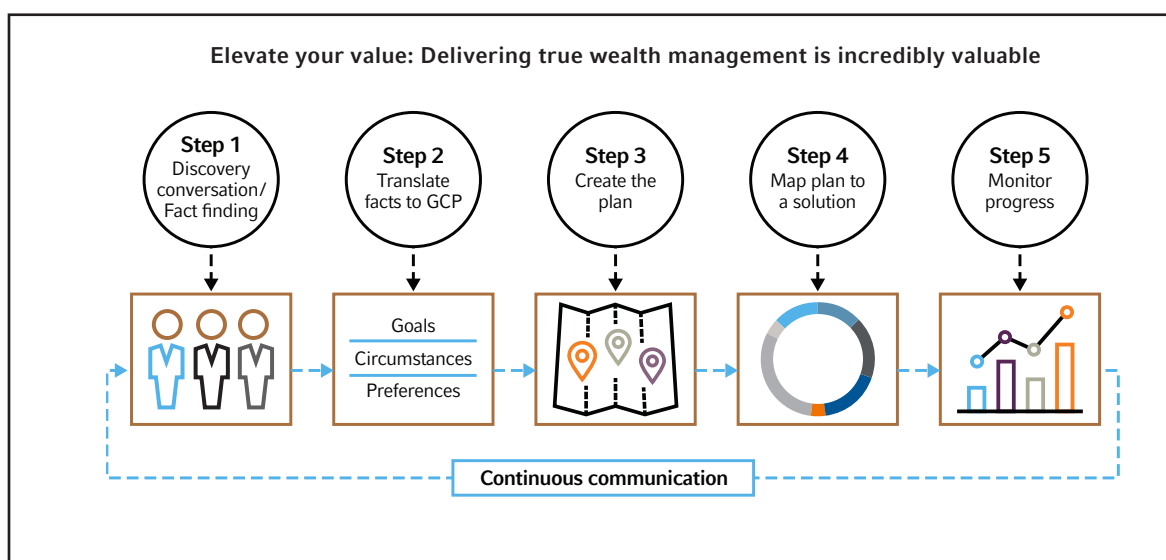 Elevate your value: Delivering true wealth management is incredibly valuable
Step 1
Discovery
conversation/
Fact finding
Step 2
Translate
facts to GCP
Step 3
Create the
plan
Step 4
Map plan to
a solution
Step 5
Monitor
progress
Goals
Circumstances
Preferences
Continuous communication